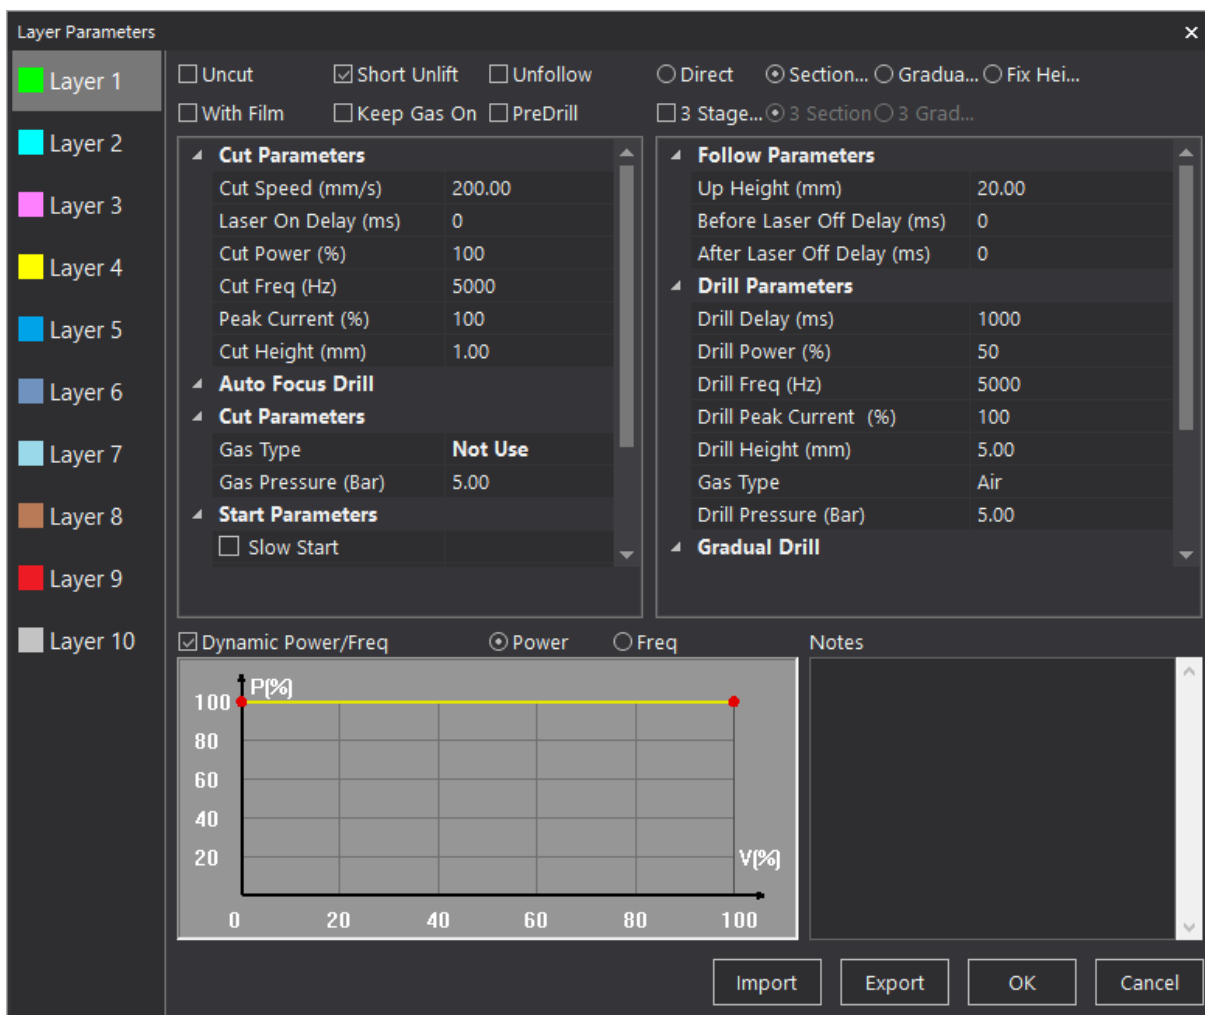 Layer Parameters
Layer 1
Layer 2
Layer 3
Layer 4
Layer 5
Layer 6
Layer 7
Layer 8
Layer 9
Layer 10
Uncut Short Unlift Unfollow
With Film Keep Gas On PreDrill
Direct Section... Gradua... Fix Hei...
3 Stage... 3 Section 3 Grad...
Cut Parameters
Cut Speed (mm/s) 200.00
Laser On Delay (ms) 0
Cut Power (%) 100
Cut Freq (Hz) 5000
Peak Current (%) 100
Cut Height (mm) 1.00
Auto Focus Drill
Cut Parameters
Gas Type Not Use
Gas Pressure (Bar) 5.00
Start Parameters
Slow Start
Follow Parameters
Up Height (mm) 20.00
Before Laser Off Delay (ms) 0
After Laser Off Delay (ms) 0
Drill Parameters
Drill Delay (ms) 1000
Drill Power (%) 50
Drill Freq (Hz) 5000
Drill Peak Current (%) 100
Drill Height (mm) 5.00
Gas Type Air
Drill Pressure (Bar) 5.00
Gradual Drill
Dynamic Power/Freq Power Freq
P(%)
100
80
60
40
20
V(%)
0 20 40 60 80 100
Notes
Import Export OK Cancel